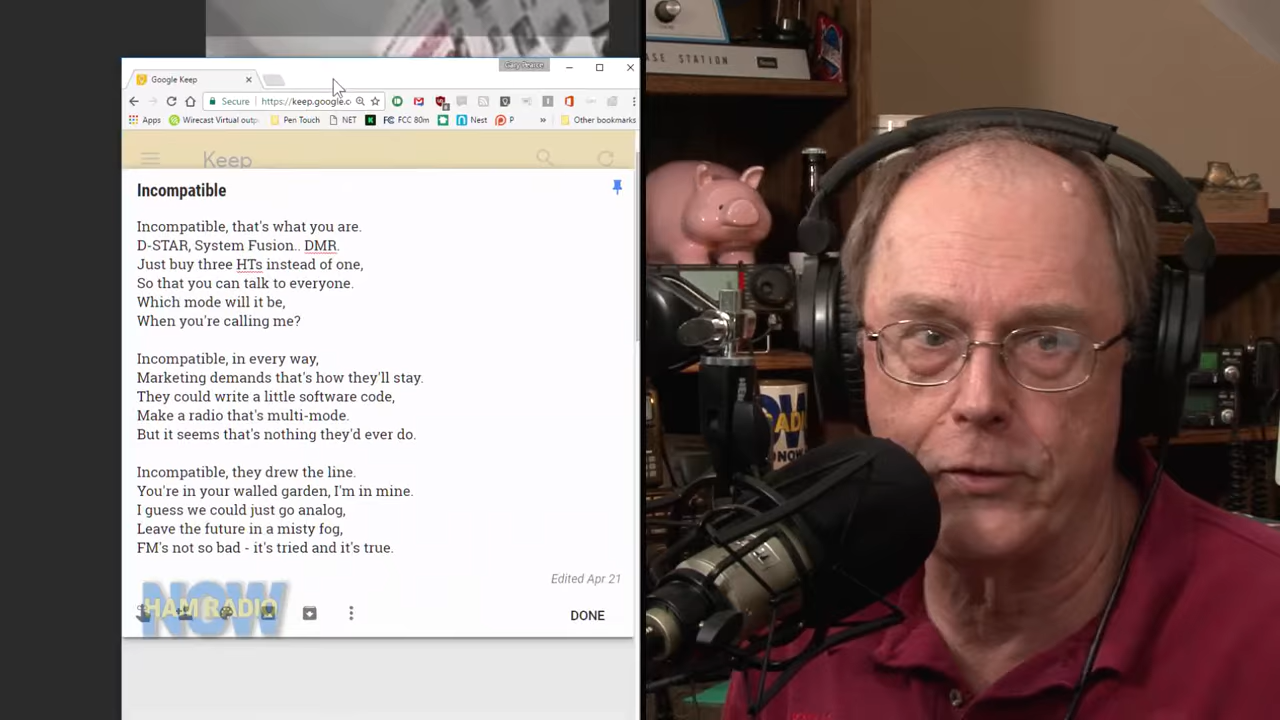 ASE STATION
Gary Pearce
Google Keep
Secure https://keep.google.c
Apps Wirecast Virtual outp Pen Touch NET FCC 80m Nest P » Other bookmarks
Keep
Incompatible
Incompatible, that's what you are.
D-STAR, System Fusion.. DMR.
Just buy three HTs instead of one,
So that you can talk to everyone.
Which mode will it be,
When you're calling me?
Incompatible, in every way,
Marketing demands that's how they'll stay.
They could write a little software code,
Make a radio that's multi-mode.
But it seems that's nothing they'd ever do.
Incompatible, they drew the line.
You're in your walled garden, I'm in mine.
I guess we could just go analog,
Leave the future in a misty fog,
FM's not so bad - it's tried and it's true.
Edited Apr 21
HAM RADIO
NOW
DONE